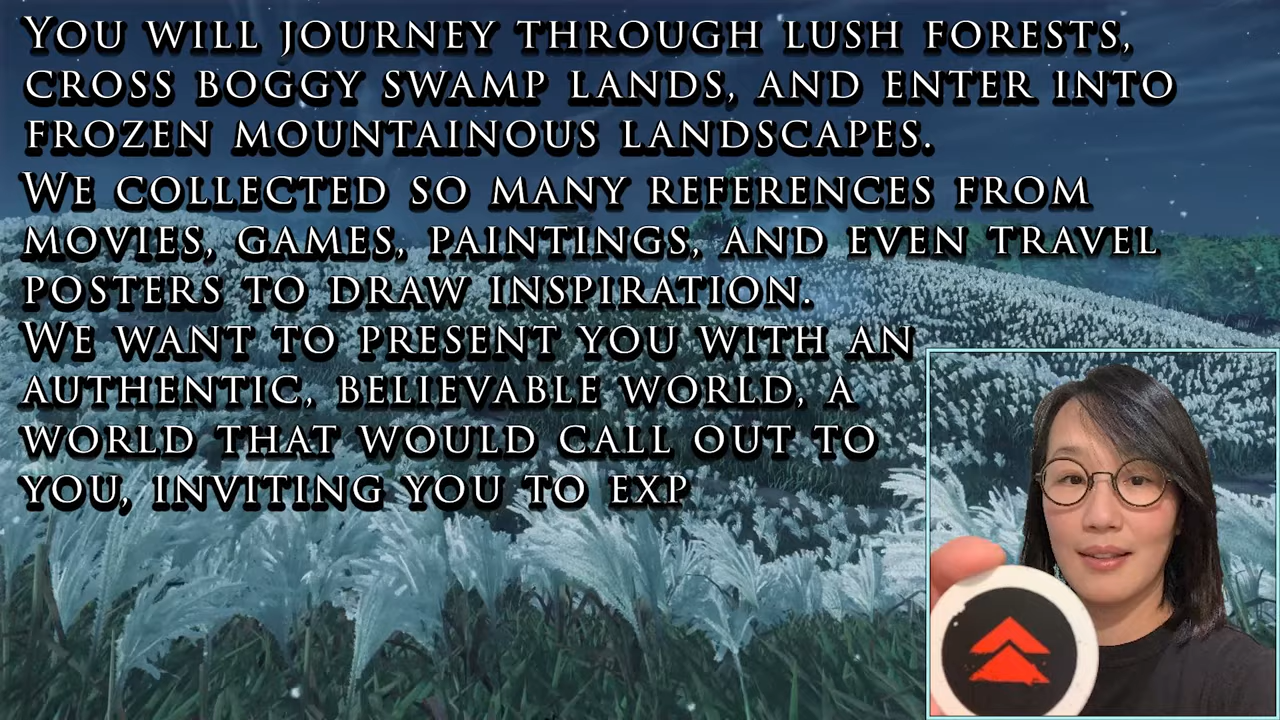 You will journey through lush forests,
cross boggy swamp lands, and enter into
frozen mountainous landscapes.
We collected so many references from
movies, games, paintings, and even travel
posters to draw inspiration.
We want to present you with an
authentic, believable world, a
world that would call out to
you, inviting you to exp